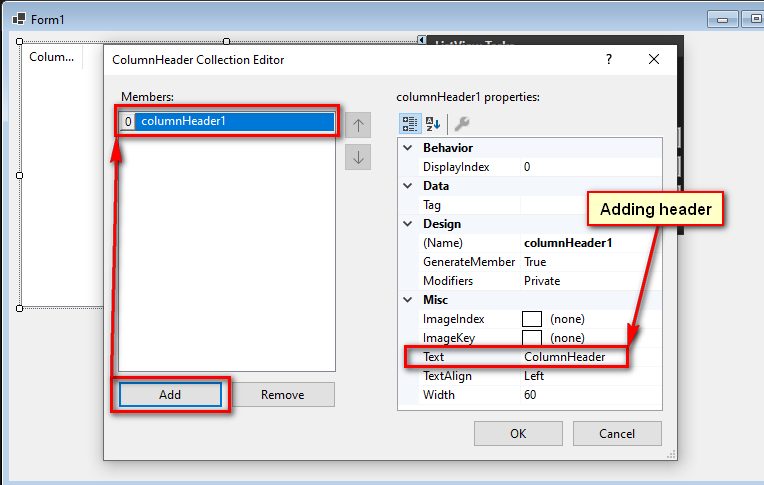 Form1
Colum...
ListView Tasks
ColumnHeader Collection Editor
?
Members:
0 columnHeader1
Add
Remove
columnHeader1 properties:
A
Z
Behavior
DisplayIndex 0
Data
Tag
Design
(Name) columnHeader1
GenerateMember True
Modifiers Private
Misc
ImageIndex (none)
ImageKey (none)
Text ColumnHeader
TextAlign Left
Width 60
Adding header
OK
Cancel